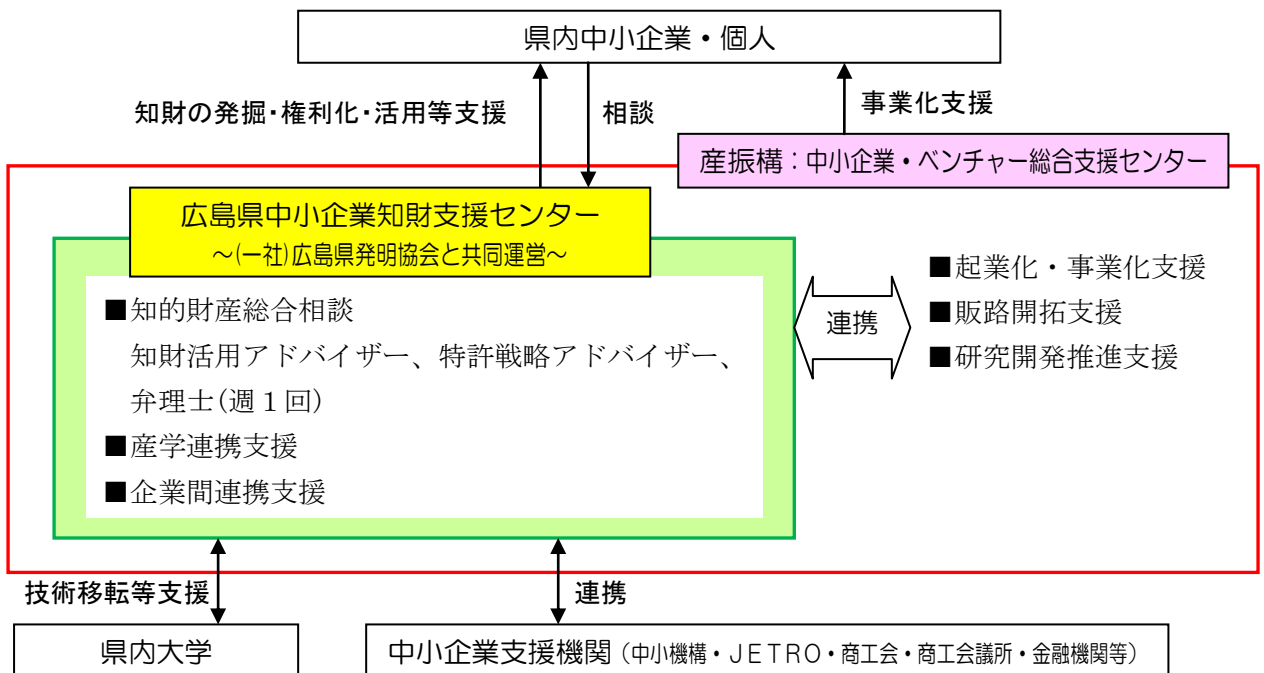 県内中小企業・個人
知財の発掘・権利化・活用等支援
相談
事業化支援
産振構：中小企業・ベンチャー総合支援センター
広島県中小企業知財支援センター
～(一社)広島県発明協会と共同運営～
■知的財産総合相談
知財活用アドバイザー、特許戦略アドバイザー、
弁理士(週１回)
■産学連携支援
■企業間連携支援
連携
■起業化・事業化支援
■販路開拓支援
■研究開発推進支援
技術移転等支援
連携
県内大学
中小企業支援機関（中小機構・ＪＥＴＲＯ・商工会・商工会議所・金融機関等）